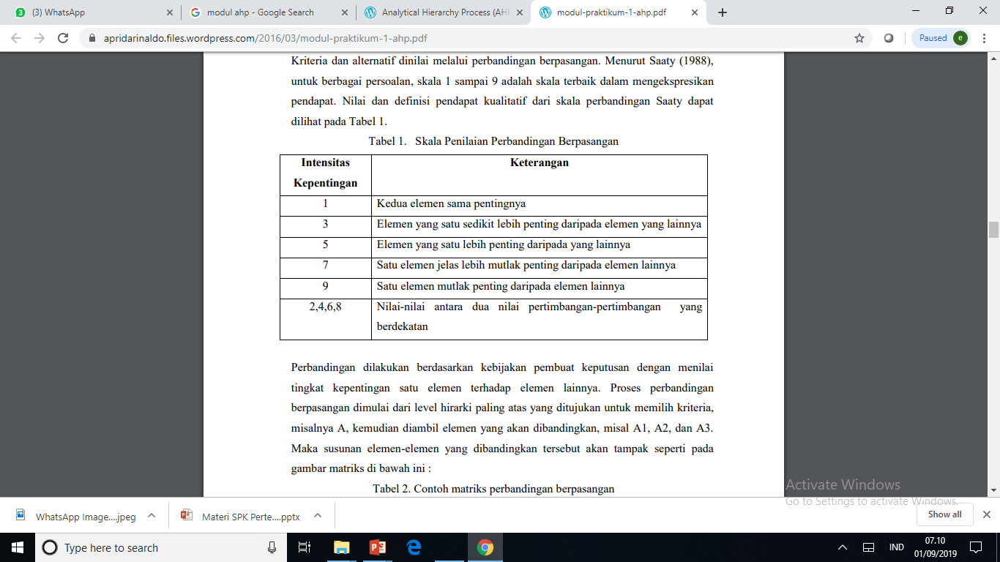 (3) WhatsApp
modul ahp - Google Search
Analytical Hierarchy Process (AHP
modul-praktikum-1-ahp.pdf
apridarinaldo.files.wordpress.com/2016/03/modul-praktikum-1-ahp.pdf
Paused
e
Kriteria dan alternatif dinilai melalui perbandingan berpasangan. Menurut Saaty (1988),
untuk berbagai persoalan, skala 1 sampai 9 adalah skala terbaik dalam mengekspresikan
pendapat. Nilai dan definisi pendapat kualitatif dari skala perbandingan Saaty dapat
dilihat pada Tabel 1.
Tabel 1. Skala Penilaian Perbandingan Berpasangan
Intensitas
Kepentingan
Keterangan
1 Kedua elemen sama pentingnya
3 Elemen yang satu sedikit lebih penting daripada elemen yang lainnya
5 Elemen yang satu lebih penting daripada yang lainnya
7 Satu elemen jelas lebih mutlak penting daripada elemen lainnya
9 Satu elemen mutlak penting daripada elemen lainnya
2,4,6,8 Nilai-nilai antara dua nilai pertimbangan-pertimbangan yang
berdekatan
Perbandingan dilakukan berdasarkan kebijakan pembuat keputusan dengan menilai
tingkat kepentingan satu elemen terhadap elemen lainnya. Proses perbandingan
berpasangan dimulai dari level hirarki paling atas yang ditujukan untuk memilih kriteria,
misalnya A, kemudian diambil elemen yang akan dibandingkan, misal A1, A2, dan A3.
Maka susunan elemen-elemen yang dibandingkan tersebut akan tampak seperti pada
gambar matriks di bawah ini :
Tabel 2. Contoh matriks perbandingan berpasangan
Activate Windows
Go to Settings to activate Windows.
WhatsApp Image....jpeg
Materi SPK Perte....pptx
Show all
Type here to search
IND
07.10
01/09/2019